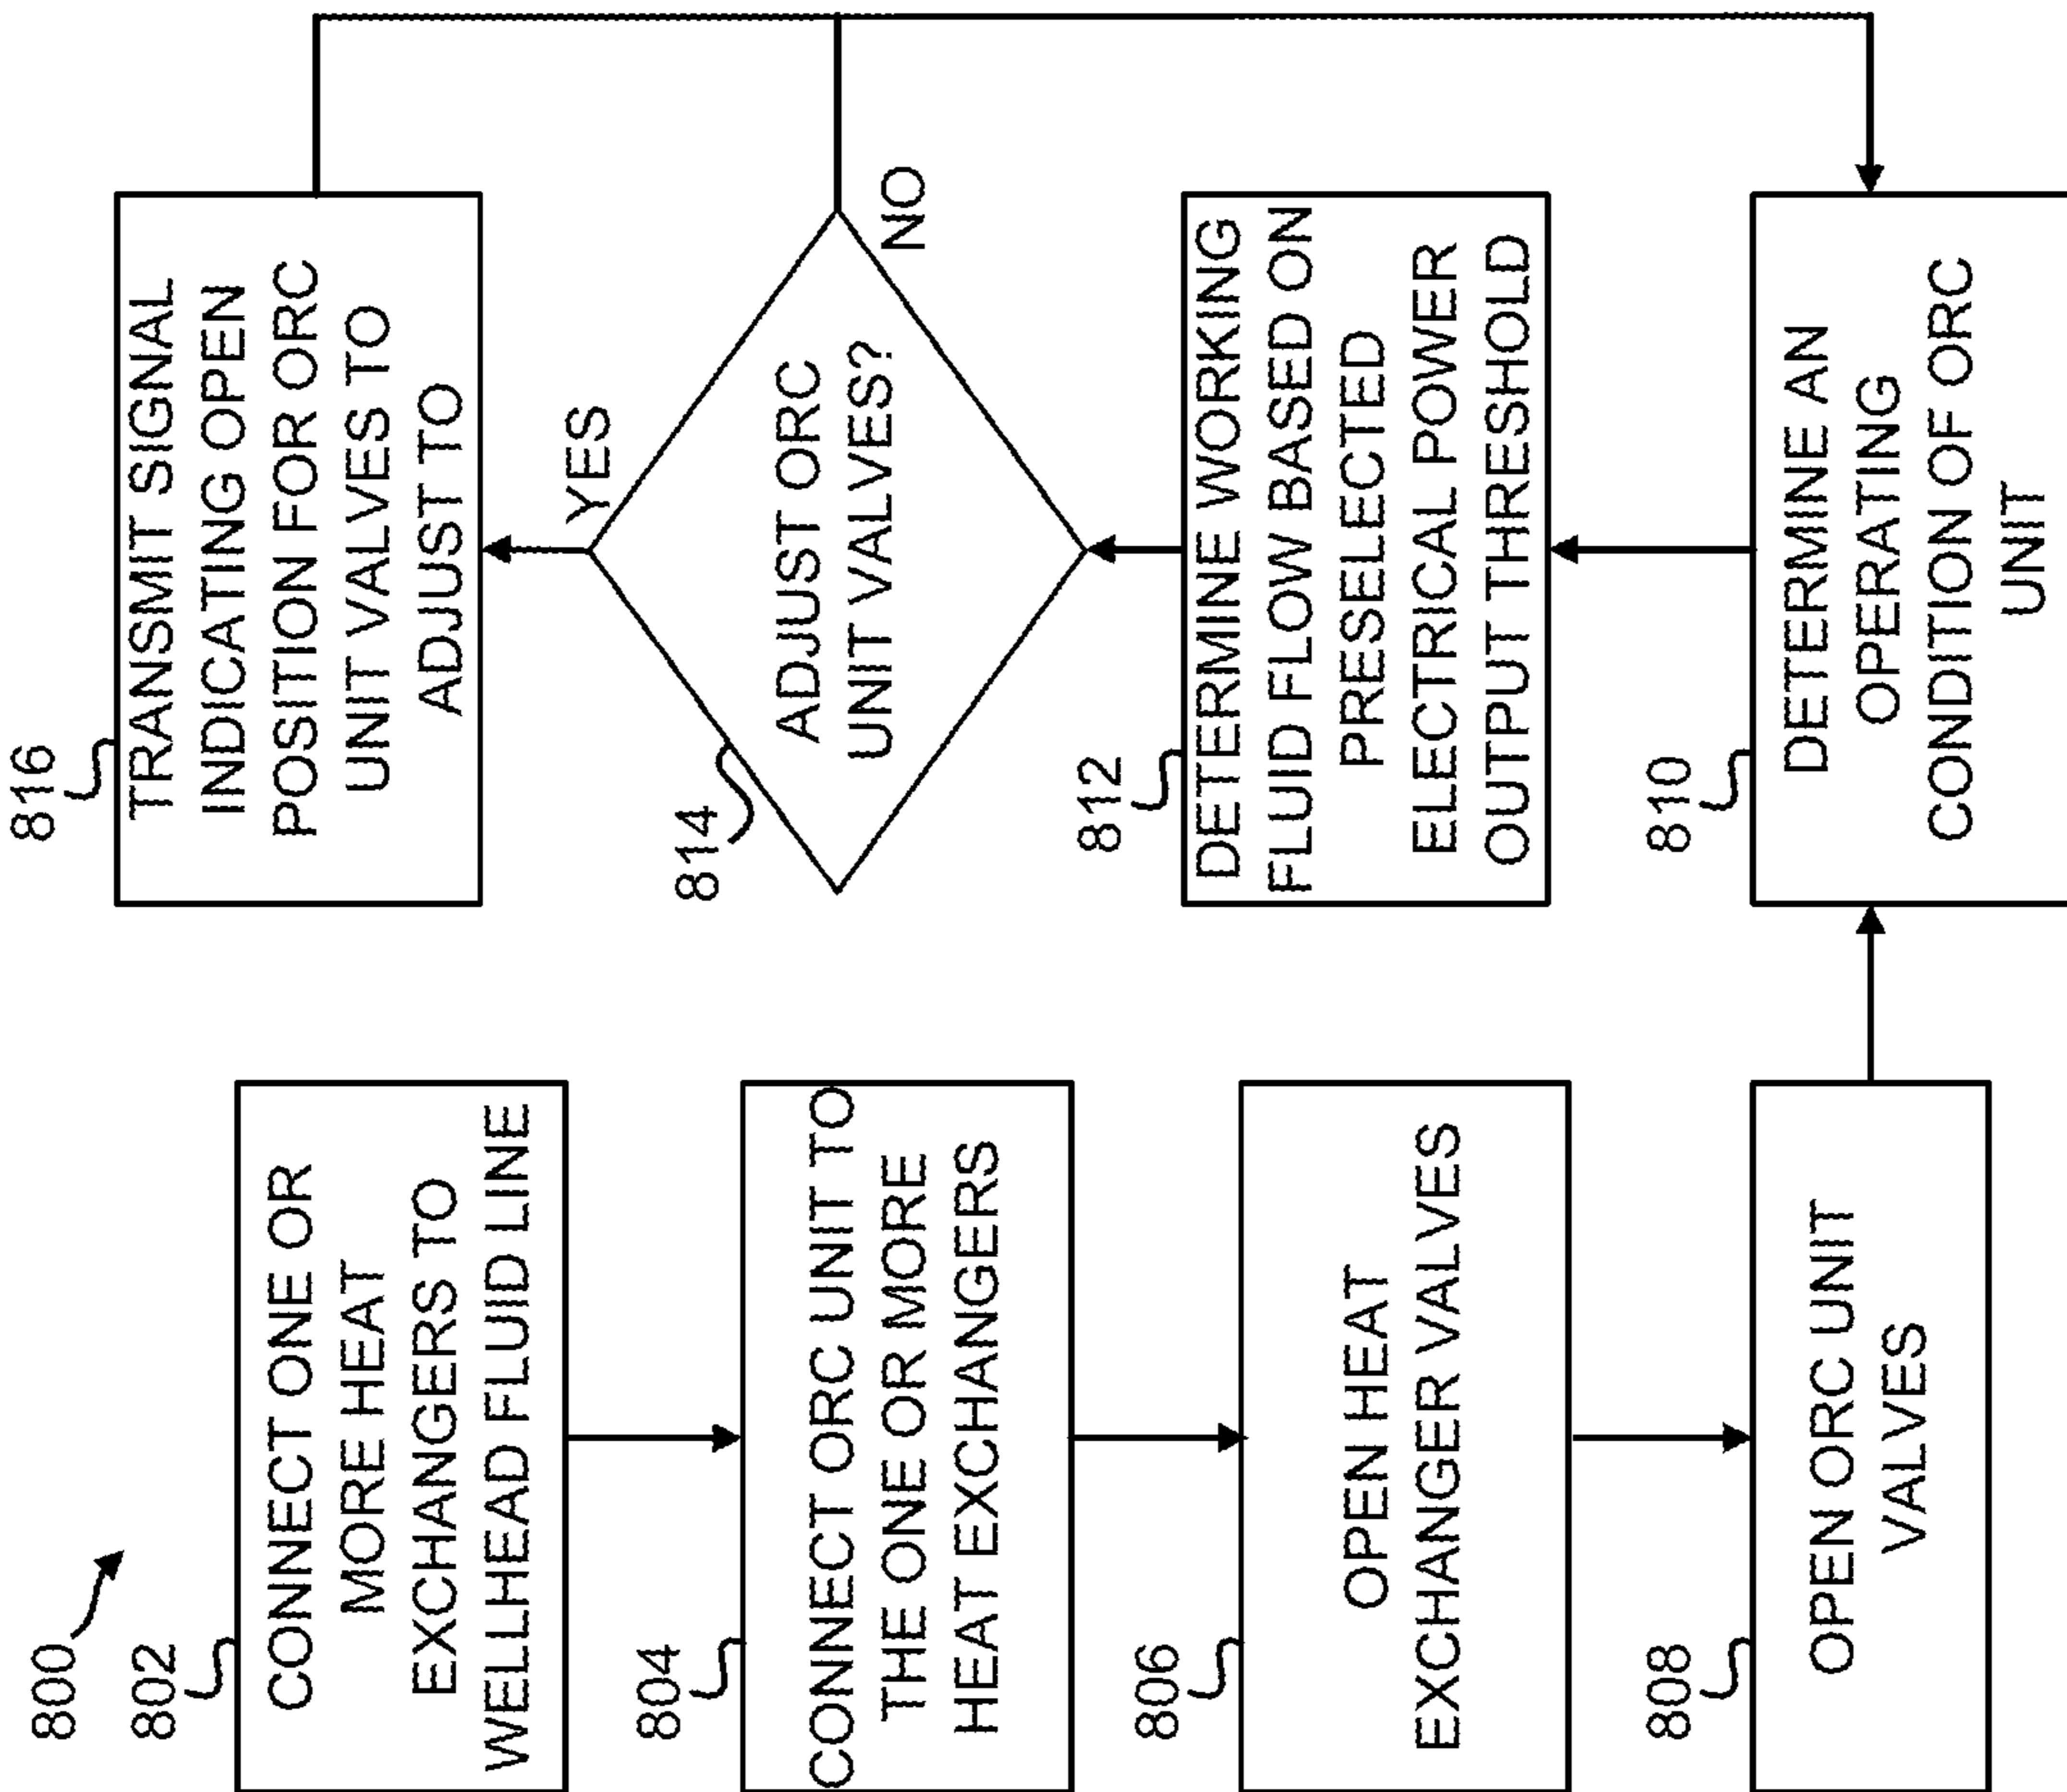 800
802
CONNECT ONE OR
MORE HEAT
EXCHANGERS TO
WELLHEAD FLUID LINE
804
CONNECT ORC UNIT TO
THE ONE OR MORE
HEAT EXCHANGERS
806
OPEN HEAT
EXCHANGER VALVES
808
OPEN ORC UNIT
VALVES
810
DETERMINE AN
OPERATING
CONDITION OF ORC
UNIT
812
DETERMINE WORKING
FLUID FLOW BASED ON
PRESELECTED
ELECTRICAL POWER
OUTPUT THRESHOLD
814
ADJUST ORC
UNIT VALVES?
YES
NO
816
TRANSMIT SIGNAL
INDICATING OPEN
POSITION FOR ORC
UNIT VALVES TO
ADJUST TO